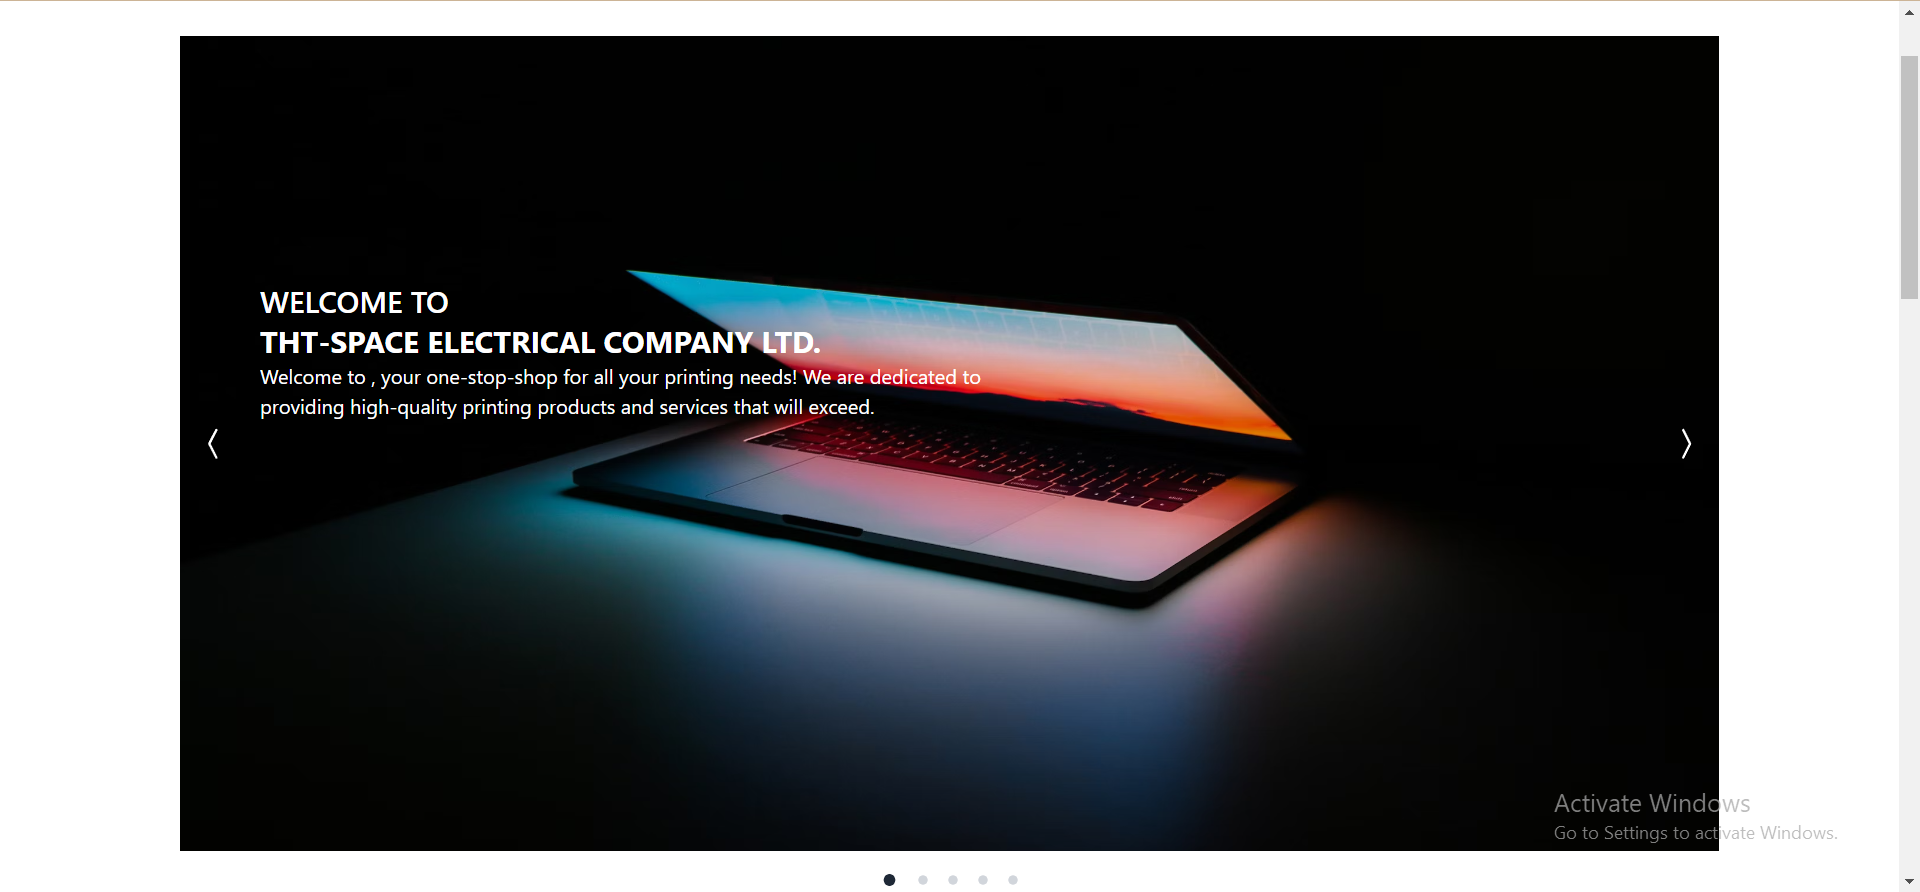 WELCOME TO
THT-SPACE ELECTRICAL COMPANY LTD.
Welcome to , your one-stop-shop for all your printing needs! We are dedicated to
providing high-quality printing products and services that will exceed.
Activate Windows
Go to Settings to activate Windows.